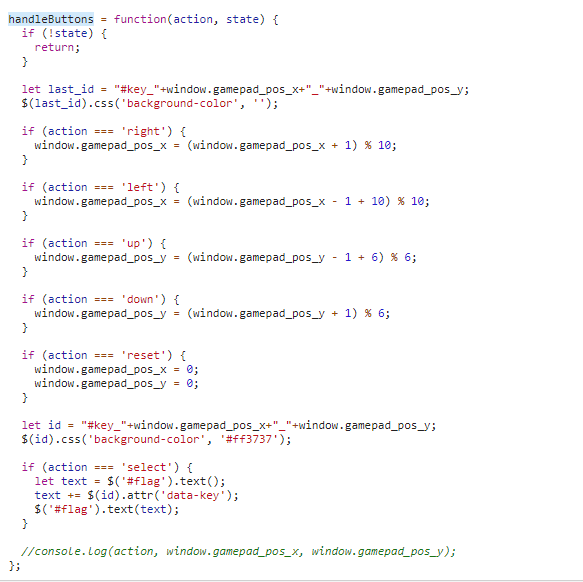 handleButtons = function(action, state) {
  if (!state) {
    return;
  }

  let last_id = "#key_"+window.gamepad_pos_x+"_"+window.gamepad_pos_y;
  $(last_id).css('background-color', '');

  if (action === 'right') {
    window.gamepad_pos_x = (window.gamepad_pos_x + 1) % 10;
  }

  if (action === 'left') {
    window.gamepad_pos_x = (window.gamepad_pos_x - 1 + 10) % 10;
  }

  if (action === 'up') {
    window.gamepad_pos_y = (window.gamepad_pos_y - 1 + 6) % 6;
  }

  if (action === 'down') {
    window.gamepad_pos_y = (window.gamepad_pos_y + 1) % 6;
  }

  if (action === 'reset') {
    window.gamepad_pos_x = 0;
    window.gamepad_pos_y = 0;
  }

  let id = "#key_"+window.gamepad_pos_x+"_"+window.gamepad_pos_y;
  $(id).css('background-color', '#ff3737');

  if (action === 'select') {
    let text = $('#flag').text();
    text += $(id).attr('data-key');
    $('#flag').text(text);
  }

  //console.log(action, window.gamepad_pos_x, window.gamepad_pos_y);
};